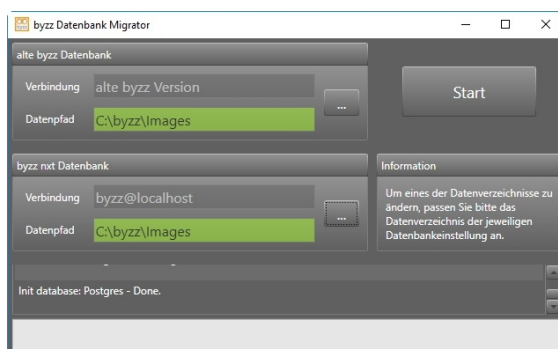 byzz Datenbank Migrator
alte byzz Datenbank
Verbindung alte byzz Version
Datenpfad C:\byzz\Images
...
Start
byzz nxt Datenbank
Verbindung byzz@localhost
Datenpfad C:\byzz\Images
...
Information
Um eines der Datenverzeichnisse zu
ändern, passen Sie bitte das
Datenverzeichnis der jeweiligen
Datenbankeinstellung an.
Init database: Postgres - Done.